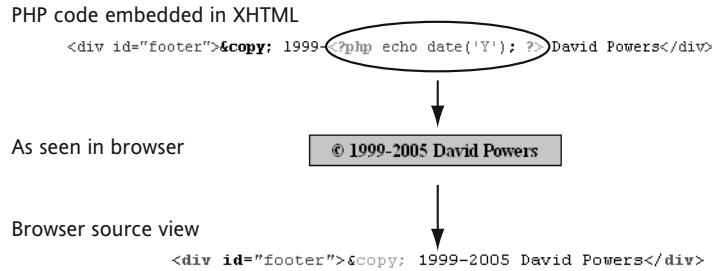 PHP code embedded in XHTML
<div id="footer">&copy; 1999-<?php echo date('Y'); ?>David Powers</div>
As seen in browser
© 1999-2005 David Powers
Browser source view
<div id="footer">&copy; 1999-2005 David Powers</div>